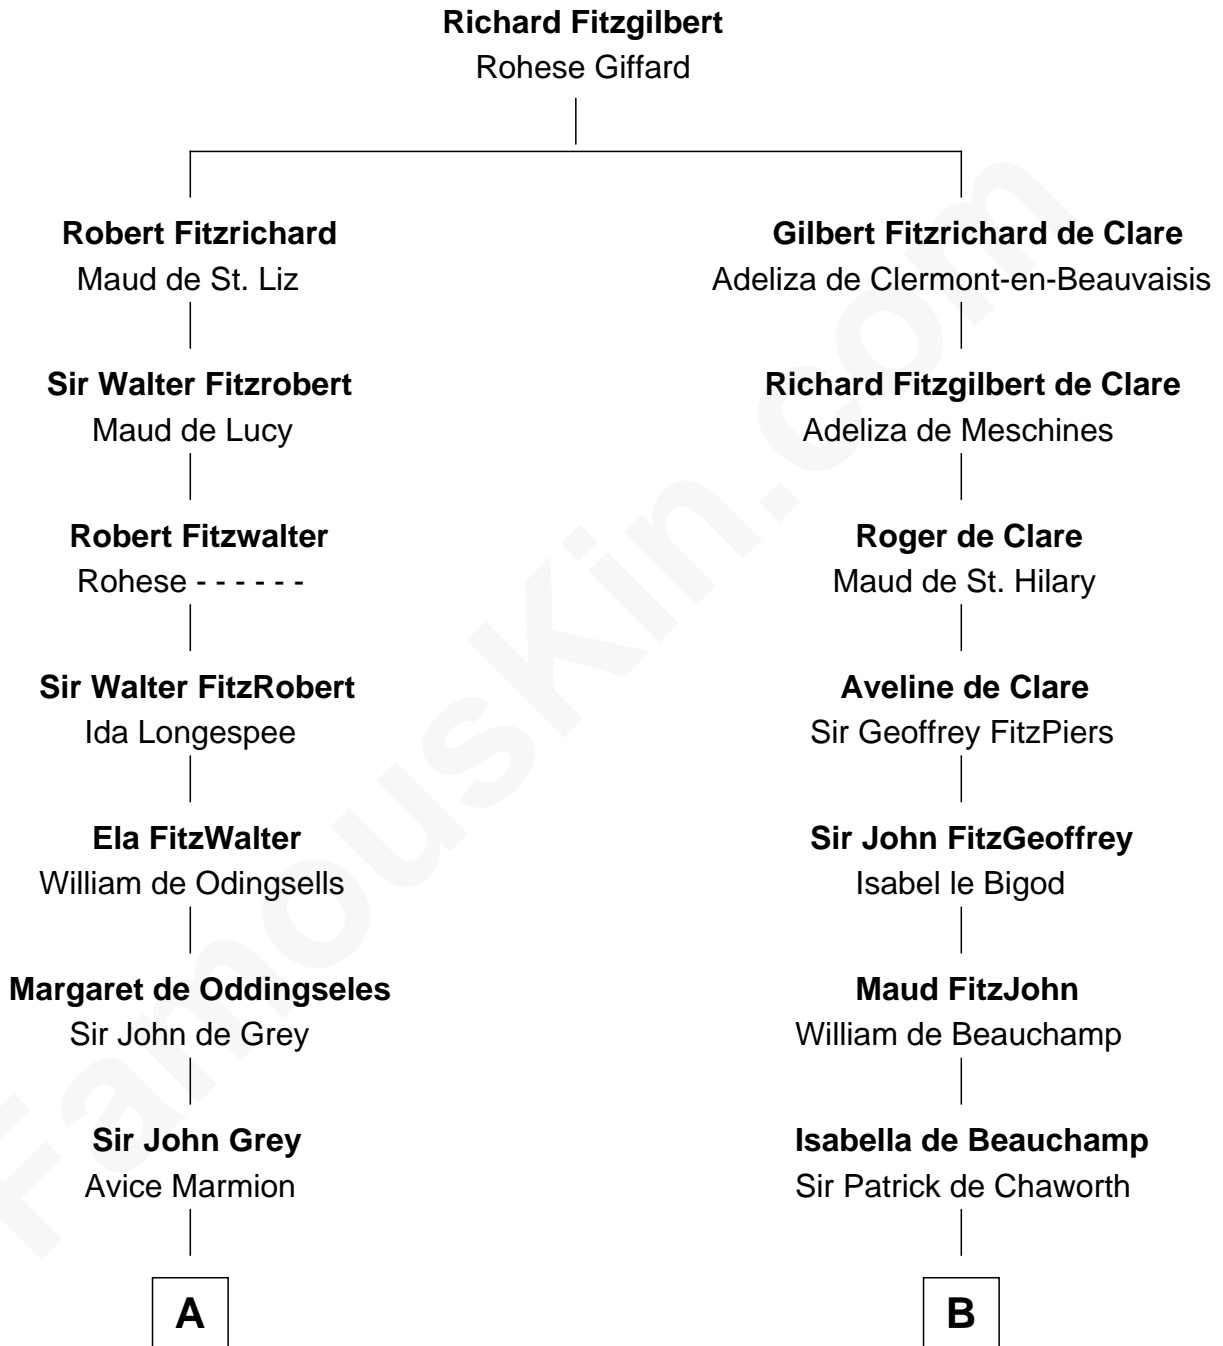 Richard Fitzgilbert
Rohese Giffard
Robert Fitzrichard
Maud de St. Liz
Gilbert Fitzrichard de Clare
Adeliza de Clermont-en-Beauvaisis
Sir Walter Fitzrobert
Maud de Lucy
Richard Fitzgilbert de Clare
Adeliza de Meschines
Robert Fitzwalter
Rohese - - - - - -
Roger de Clare
Maud de St. Hilary
Sir Walter FitzRobert
Ida Longespee
Aveline de Clare
Sir Geoffrey FitzPiers
Ela FitzWalter
William de Odingsells
Sir John FitzGeoffrey
Isabel le Bigod
Margaret de Oddingseles
Sir John de Grey
Maud FitzJohn
William de Beauchamp
Sir John Grey
Avice Marmion
Isabella de Beauchamp
Sir Patrick de Chaworth
A
B
FamousKin.com